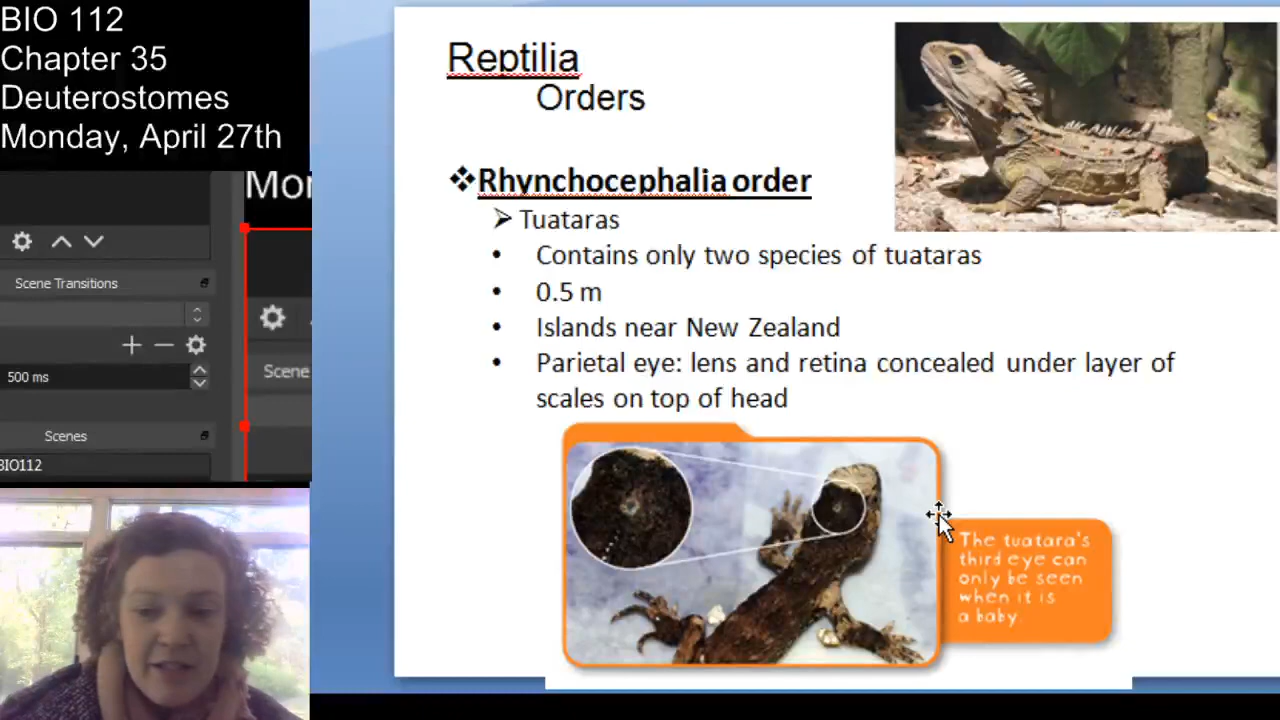 BIO 112
Chapter 35
Deuterostomes
Monday, April 27th
Mon
Scene Transitions
500 ms
Scene
Scenes
BIO112
Reptilia
Orders
❖Rhynchocephalia order
➢ Tuataras
• Contains only two species of tuataras
• 0.5 m
• Islands near New Zealand
• Parietal eye: lens and retina concealed under layer of
scales on top of head
The tuatara's
third eye can
only be seen
when it is
a baby